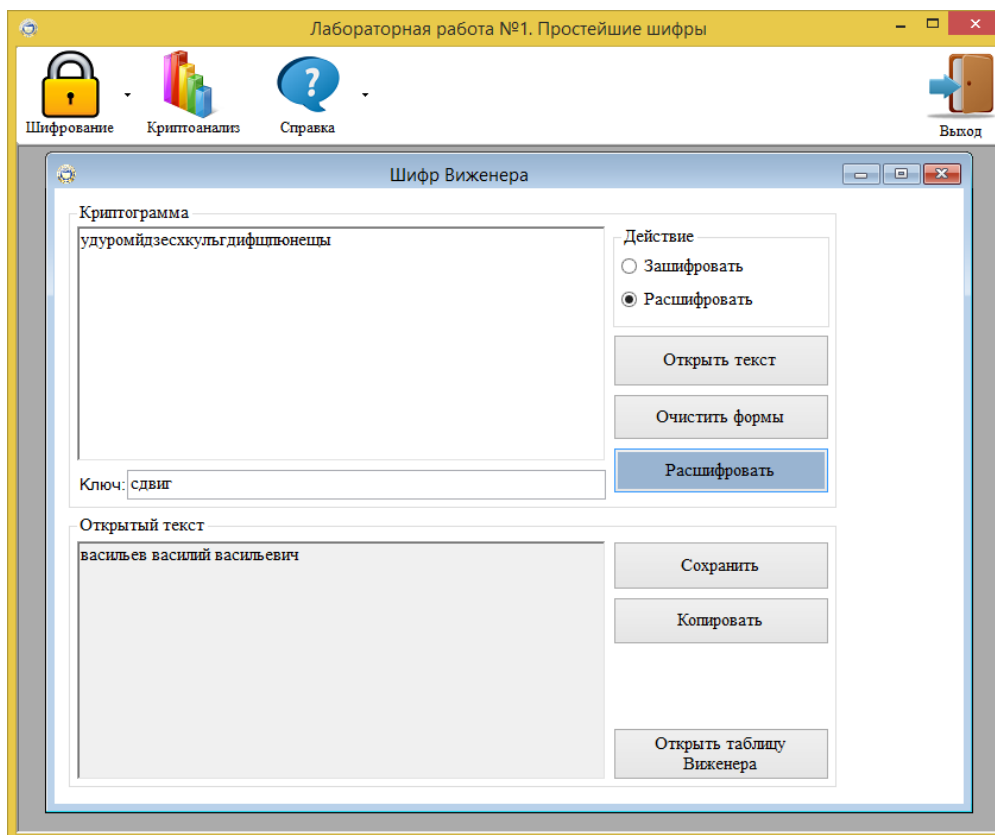 Лабораторная работа №1. Простейшие шифры
Шифрование
Криптоанализ
Справка
Выход
Шифр Виженера
Криптограмма
удуромйдзесхкульгдифщпюнещы
Действие
Зашифровать
Расшифровать
Открыть текст
Очистить формы
Расшифровать
Ключ: сдвиг
Открытый текст
васильев василий васильевич
Сохранить
Копировать
Открыть таблицу
Виженера